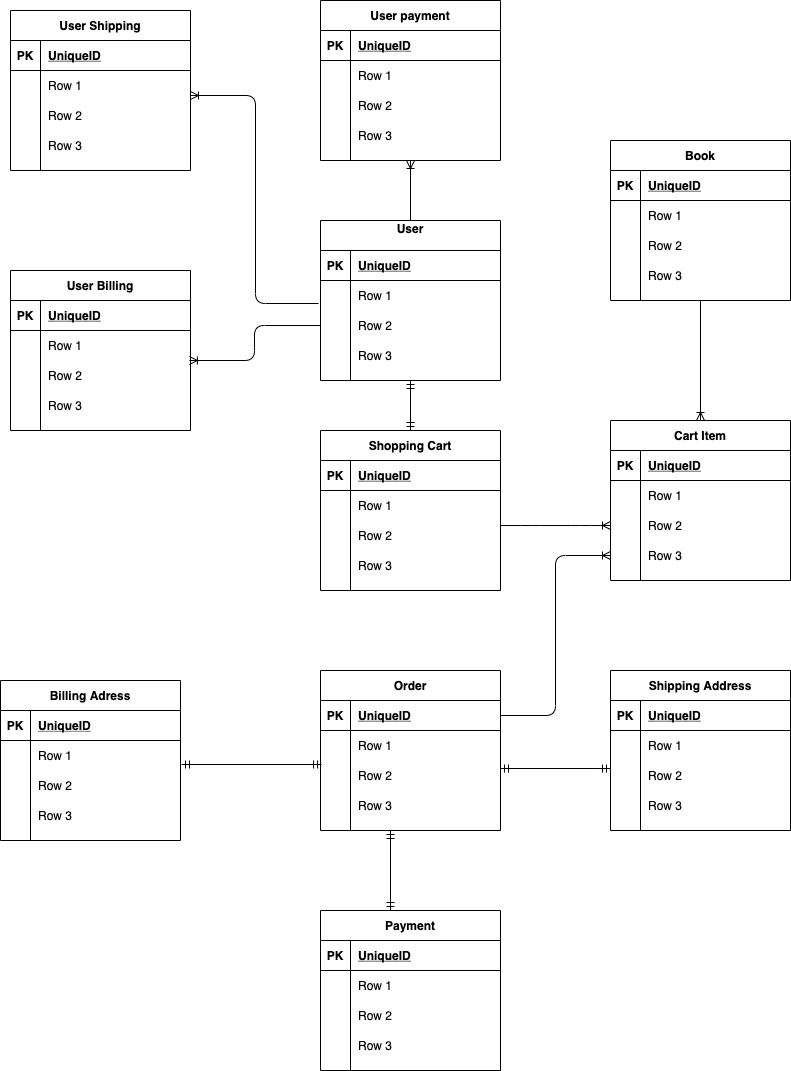 User Shipping
PK UniqueID
Row 1
Row 2
Row 3
User payment
PK UniqueID
Row 1
Row 2
Row 3
Book
PK UniqueID
Row 1
Row 2
Row 3
User
PK UniqueID
Row 1
Row 2
Row 3
User Billing
PK UniqueID
Row 1
Row 2
Row 3
Shopping Cart
PK UniqueID
Row 1
Row 2
Row 3
Cart Item
PK UniqueID
Row 1
Row 2
Row 3
Billing Adress
PK UniqueID
Row 1
Row 2
Row 3
Order
PK UniqueID
Row 1
Row 2
Row 3
Shipping Address
PK UniqueID
Row 1
Row 2
Row 3
Payment
PK UniqueID
Row 1
Row 2
Row 3